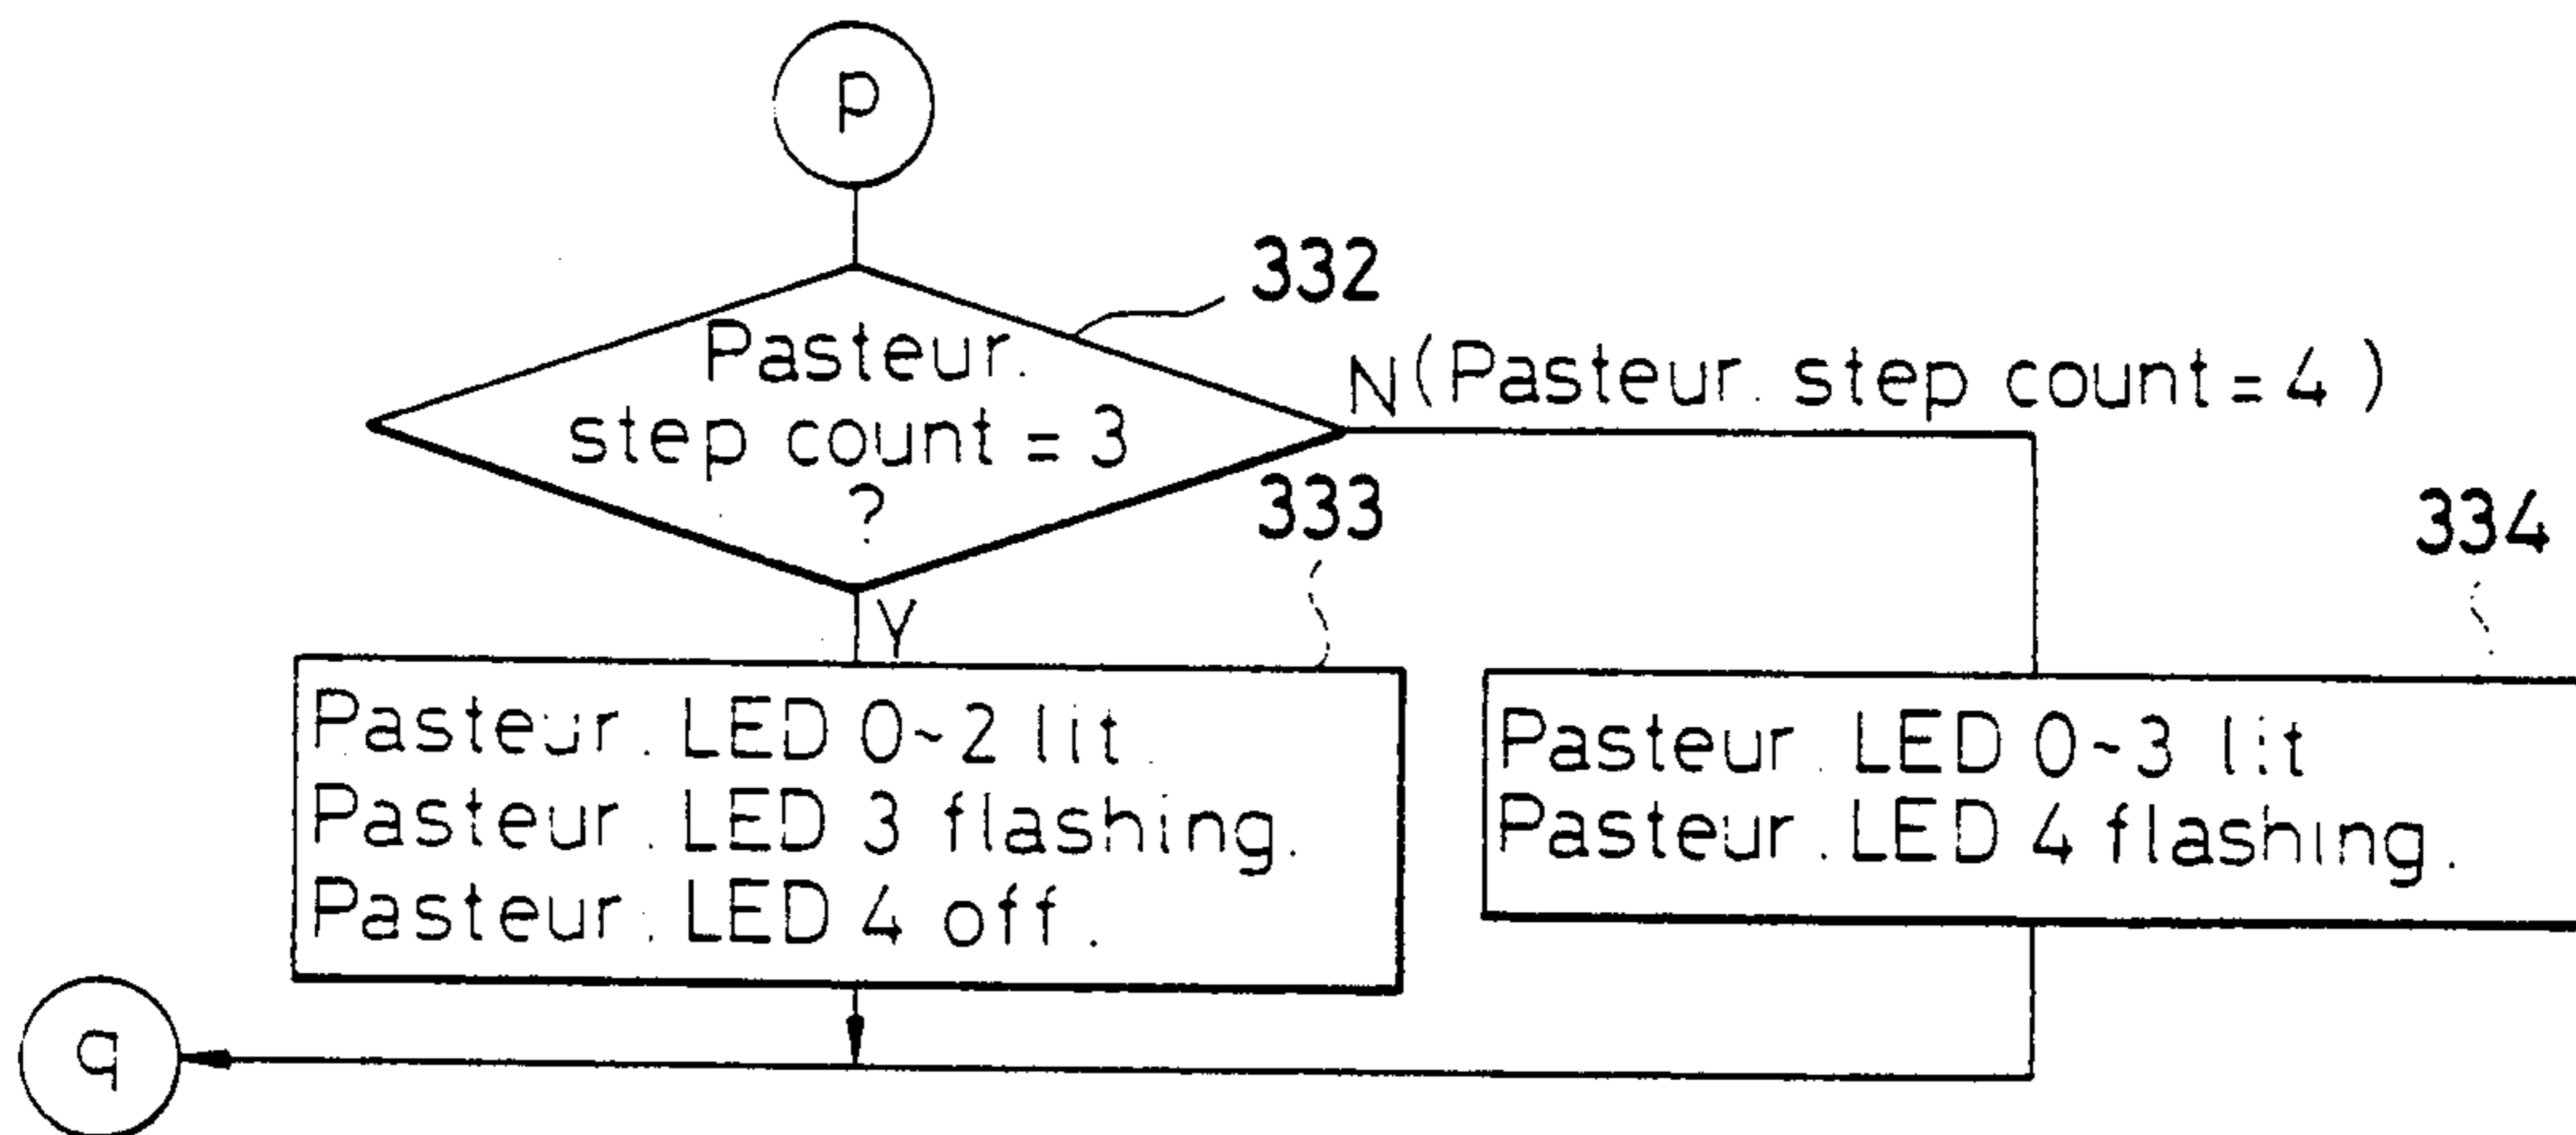 p
332
Pasteur.
step count = 3
?
N(Pasteur. step count = 4 )
333
334
Y
Pasteur. LED 0~2 lit.
Pasteur. LED 3 flashing.
Pasteur. LED 4 off.
Pasteur. LED 0~3 lit
Pasteur. LED 4 flashing.
q